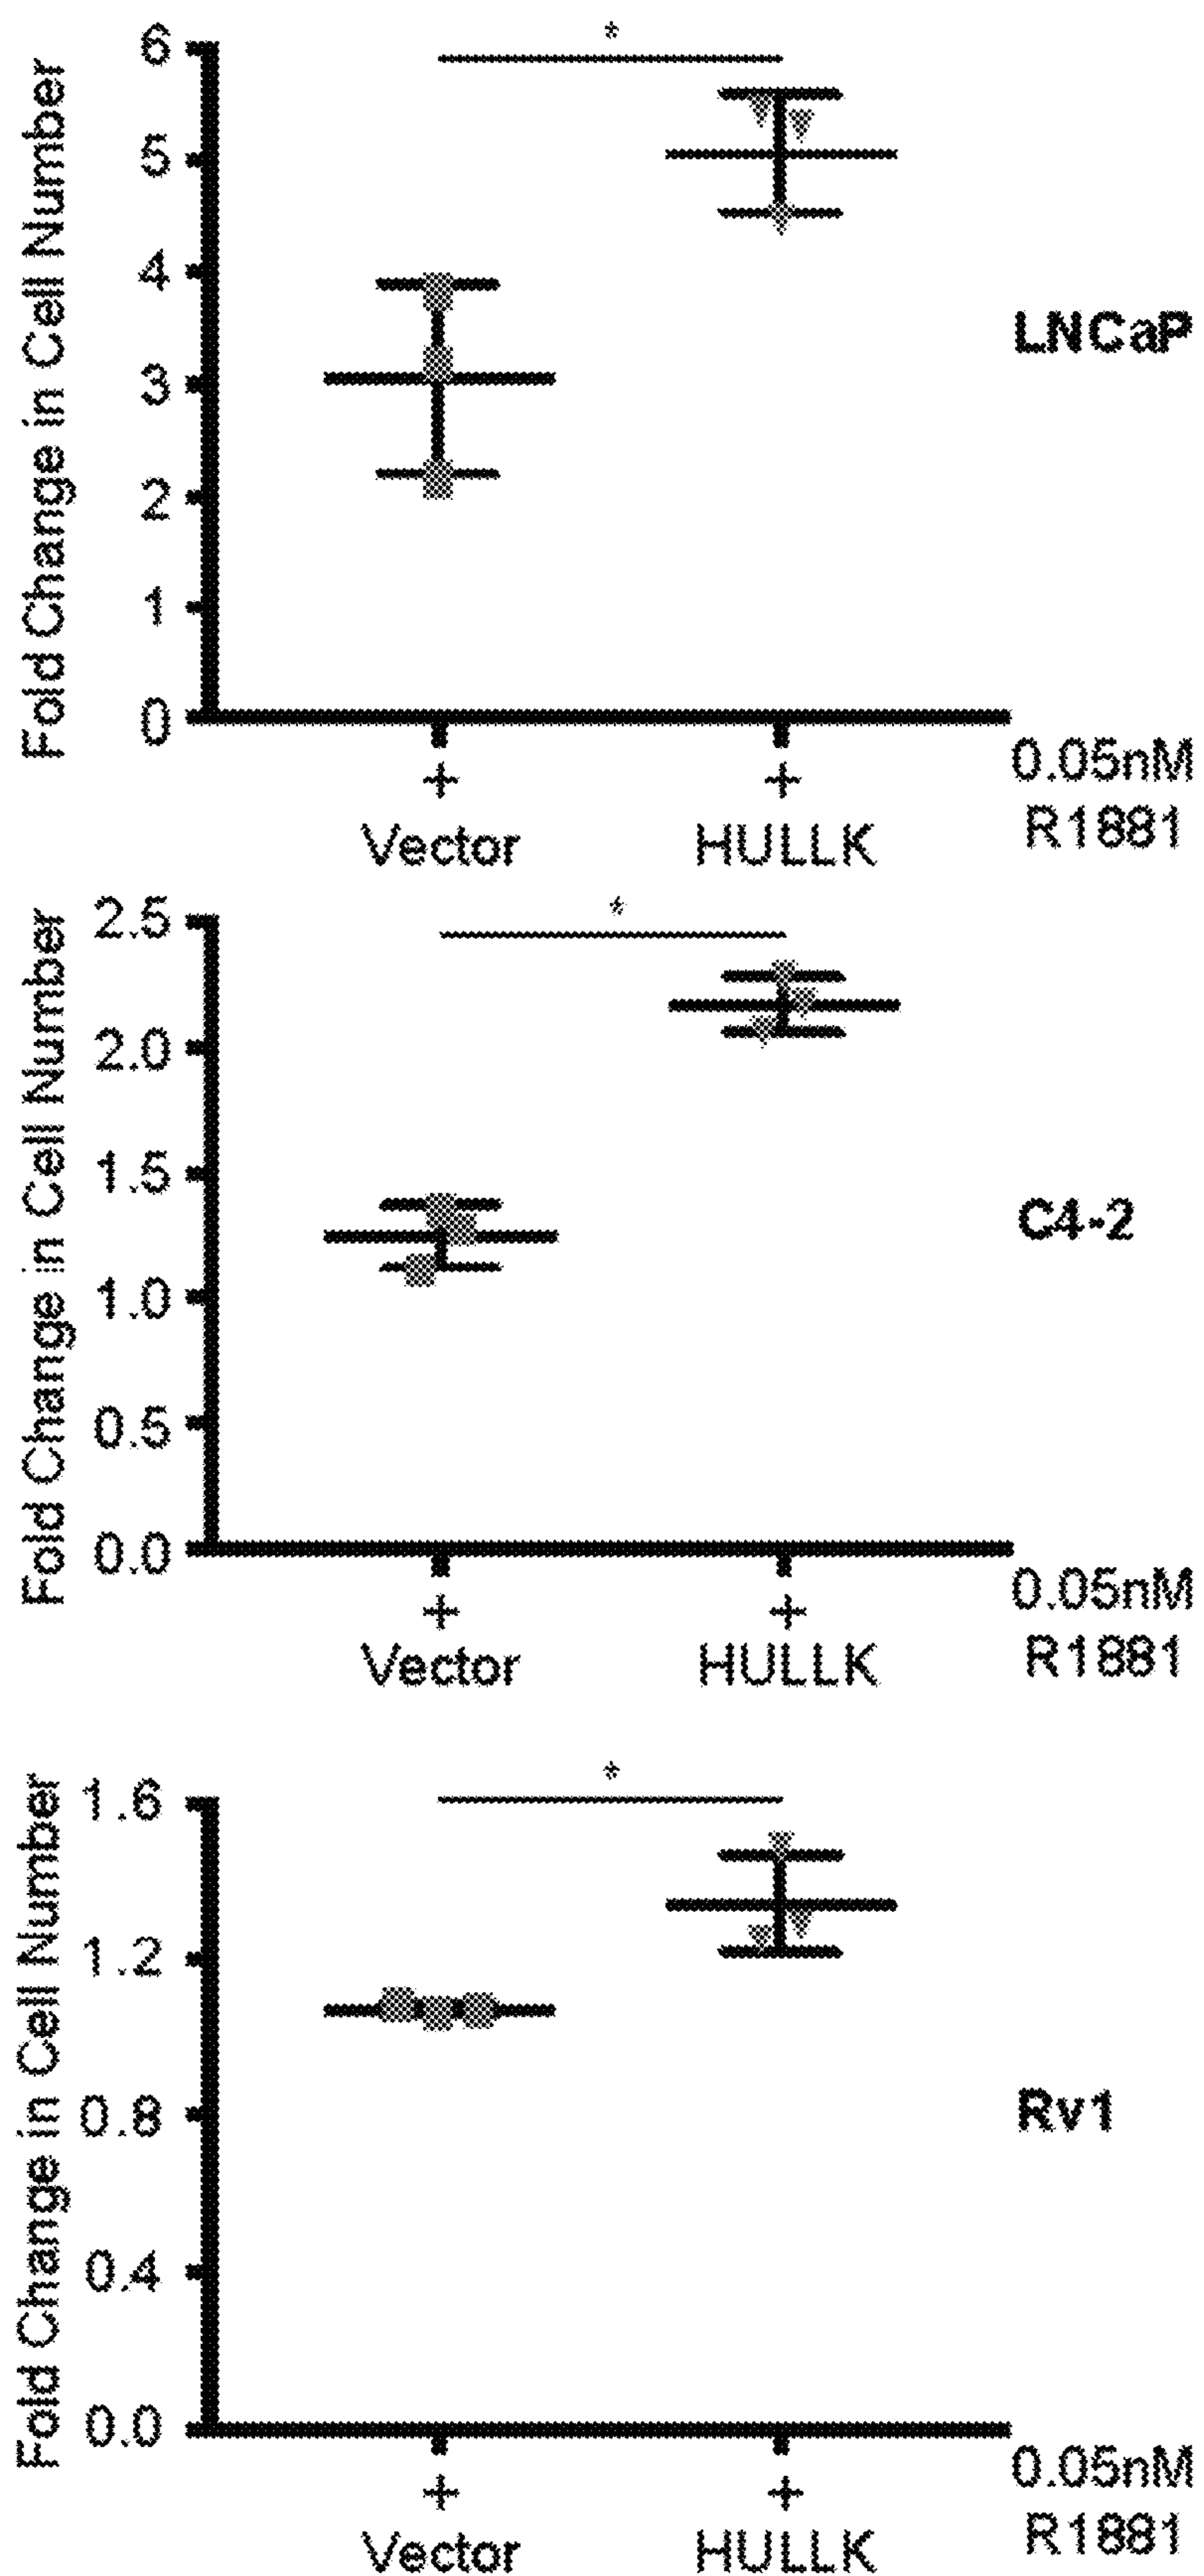 Fold Change in Cell Number
*
6
5
4
3
2
1
0
LNCaP
+
+
0.05nM
Vector
HULLK
R1881
Fold Change in Cell Number
*
2.5
2.0
1.5
1.0
0.5
0.0
C4-2
+
+
0.05nM
Vector
HULLK
R1881
Fold Change in Cell Number
*
1.6
1.2
0.8
0.4
0.0
Rv1
+
+
0.05nM
Vector
HULLK
R1881